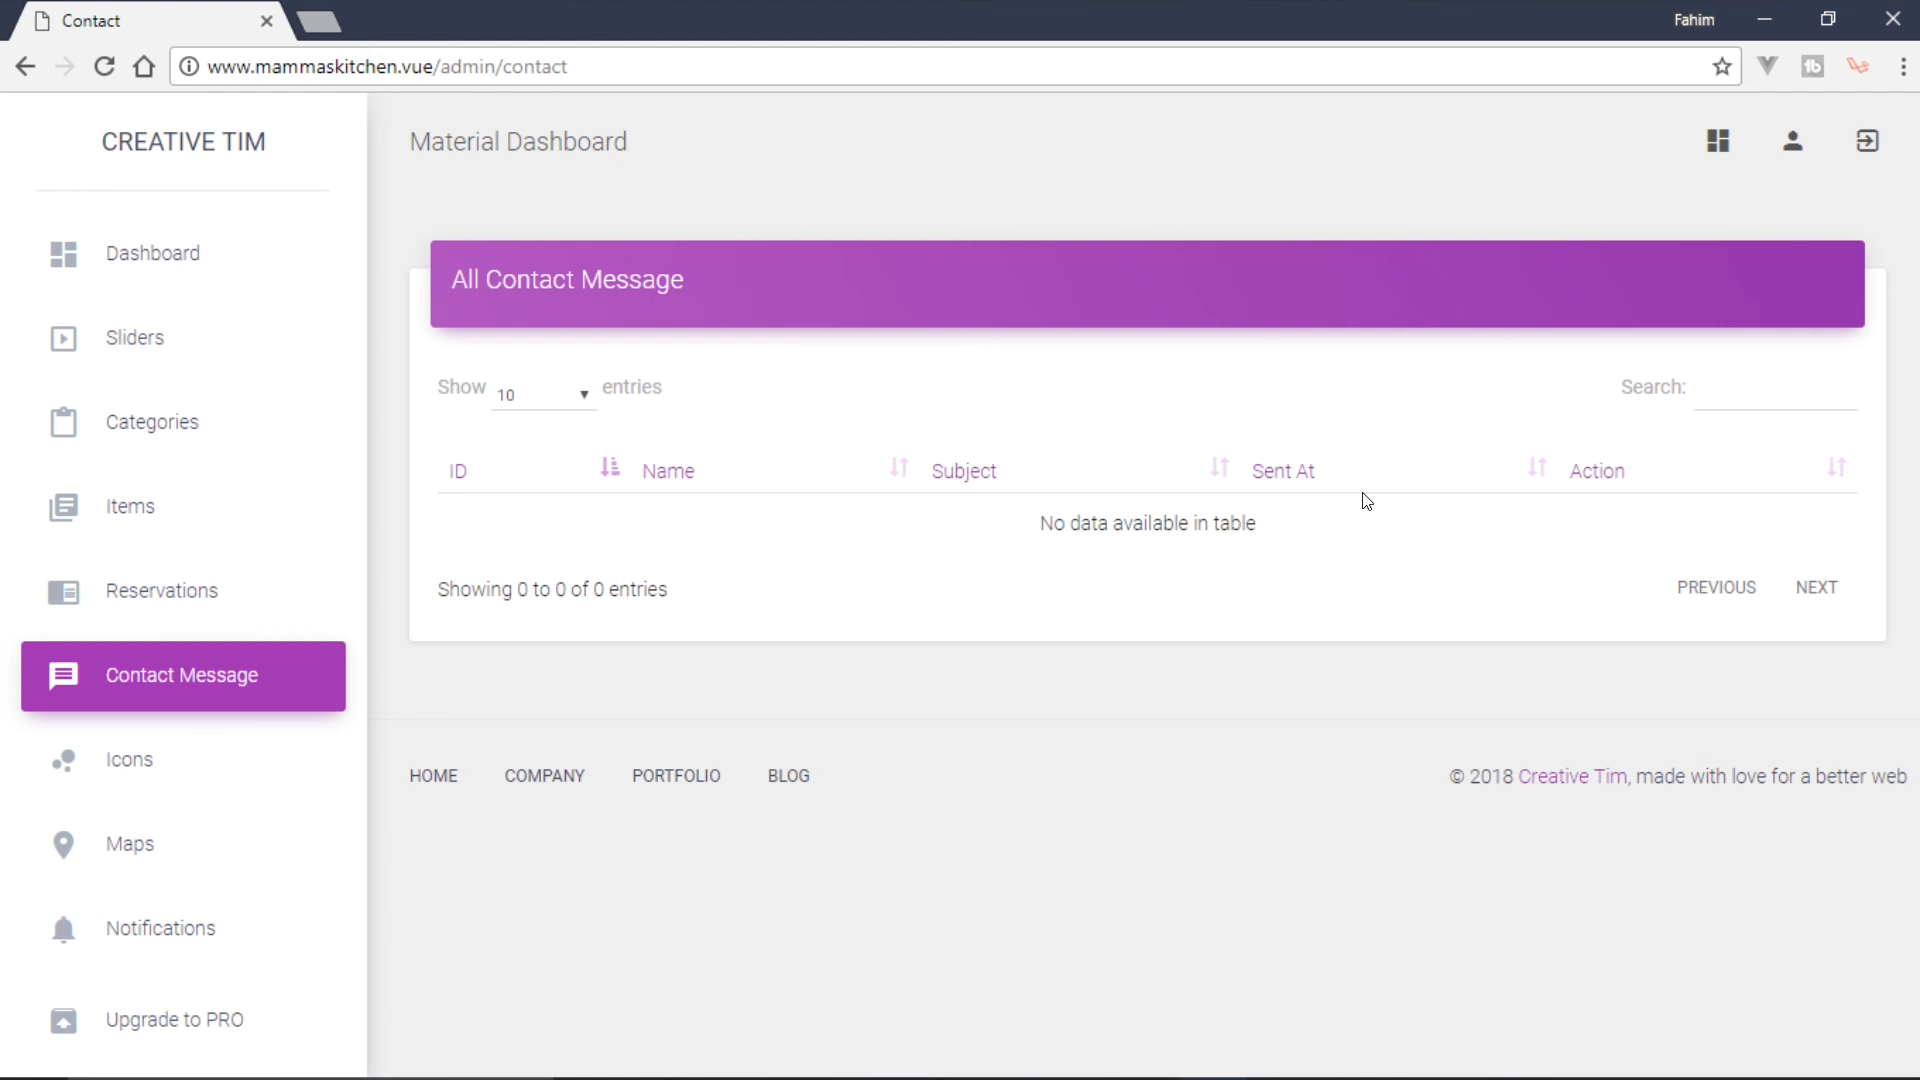 Contact
Fahim
www.mammaskitchen.vue/admin/contact
CREATIVE TIM
Material Dashboard
Dashboard
Sliders
Categories
Items
Reservations
Contact Message
Icons
Maps
Notifications
Upgrade to PRO
All Contact Message
Show 10 entries
Search:
ID Name Subject Sent At Action
No data available in table
Showing 0 to 0 of 0 entries
PREVIOUS NEXT
HOME COMPANY PORTFOLIO BLOG
© 2018 Creative Tim, made with love for a better web